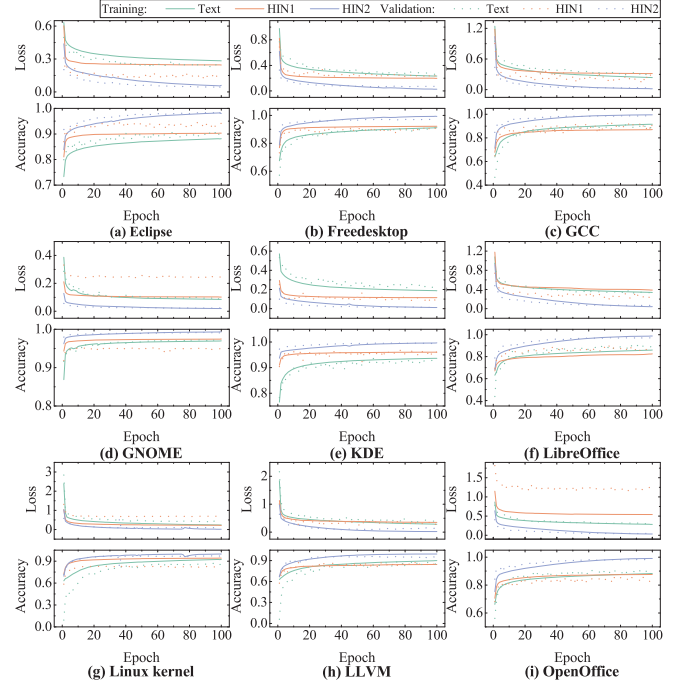 Training: Text HIN1 HIN2 Validation: Text HIN1 HIN2
0.6
0.3
0.0
Loss
1.0
0.9
0.8
0.7
Accuracy
0 20 40 60 80 100
Epoch
(a) Eclipse
0.8
0.4
0.0
Loss
1.0
0.9
0.8
0.7
0.6
0.5
Accuracy
0 20 40 60 80 100
Epoch
(b) Freedesktop
1.2
0.8
0.4
0.0
Loss
1.0
0.8
0.6
0.4
Accuracy
0 20 40 60 80 100
Epoch
(c) GCC
0.4
0.2
0.0
Loss
1.0
0.9
0.8
Accuracy
0 20 40 60 80 100
Epoch
(d) GNOME
0.6
0.4
0.2
0.0
Loss
1.0
0.9
0.8
Accuracy
0 20 40 60 80 100
Epoch
(e) KDE
1.2
0.8
0.4
0.0
Loss
1.0
0.8
0.6
0.4
Accuracy
0 20 40 60 80 100
Epoch
(f) LibreOffice
3
2
1
0
Loss
0.9
0.6
0.3
0.0
Accuracy
0 20 40 60 80 100
Epoch
(g) Linux kernel
2
1
0
Loss
0.9
0.6
0.3
0.0
Accuracy
0 20 40 60 80 100
Epoch
(h) LLVM
1.5
1.0
0.5
0.0
Loss
1.0
0.8
0.6
Accuracy
0 20 40 60 80 100
Epoch
(i) OpenOffice